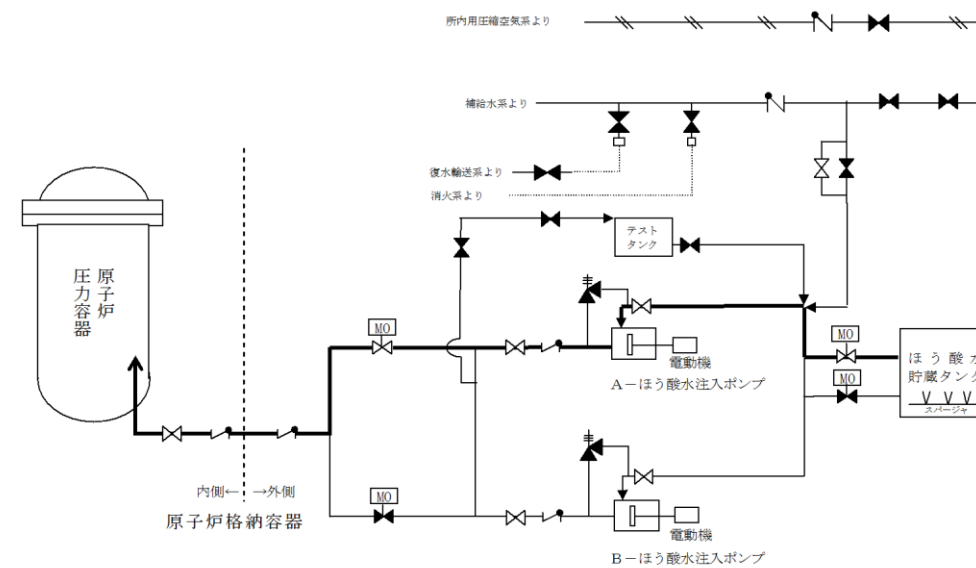 所内用圧縮空気系より
補給水系より
復水輸送系より
消火系より
テスト
タンク
原子炉
圧力容器
MO
電動機
A－ほう酸水注入ポンプ
MO
ほう酸水
貯蔵タンク
MO
スパージャ
内側← →外側
原子炉格納容器
MO
電動機
B－ほう酸水注入ポンプ